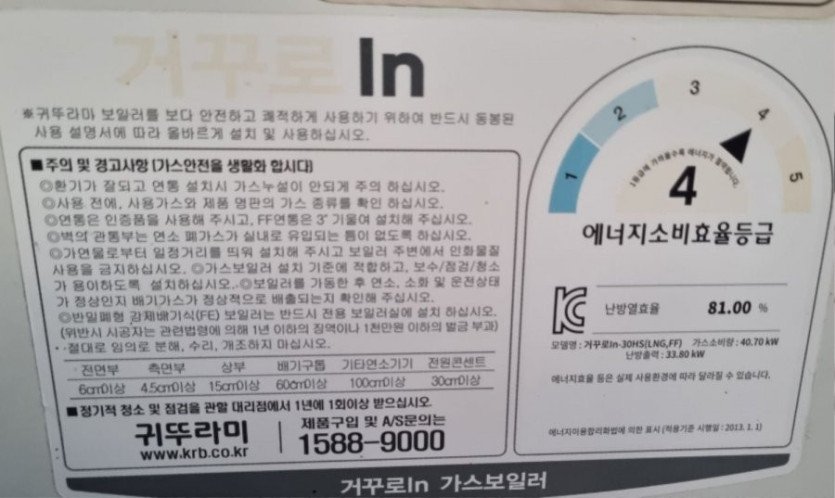 거꾸로In
※귀뚜라미 보일러를 보다 안전하고 쾌적하게 사용하기 위하여 반드시 동봉된
사용 설명서에 따라 올바르게 설치 및 사용하십시오.
■주의 및 경고사항 [가스안전을 생활화 합시다]
◎환기가 잘되고 연통 설치시 가스누설이 안되게 주의 하십시오.
◎사용 전에, 사용가스와 제품 명판의 가스 종류를 확인 하십시오.
◎연통은 인증품을 사용해 주시고, FF연통은 3° 기울여 설치해 주십시오.
◎벽의 관통부는 연소 폐가스가 실내로 유입되는 틈이 없도록 하십시오.
◎가연물로부터 일정거리를 띄워 설치해 주시고 보일러 주변에서 인화물질
사용을 금지하십시오. ◎가스보일러 설치 기준에 적합하고, 보수/점검/청소
가 용이하도록 설치하십시오. ◎보일러를 가동한 후 연소, 소화 및 운전상태
가 정상인지 배기가스가 정상적으로 배출되는지 확인해 주십시오.
◎반밀폐형 강제배기식(FE) 보일러는 반드시 전용 보일러실에 설치 하십시오.
(위반시 시공자는 관련법령에 의해 1년 이하의 징역이나 1천만원 이하의 벌금 부과)
절대로 임의로 분해, 수리, 개조하지 마십시오.
전면부 측면부 상부 배기구톱 기타연소기기 전원콘센트
6cm이상 4.5cm이상 15cm이상 60cm이상 100cm이상 30cm이상
■정기적 청소 및 점검을 관할 대리점에서 1년에 1회이상 받으십시오.
귀뚜라미
www.krb.co.kr
제품구입 및 A/S문의는
1588-9000
1 2 3 4 5
1등급에 가까울수록 에너지가 절약됩니다.
4
에너지소비효율등급
난방열효율 81.00 %
모델명 : 거꾸로In-30HS(LNG,FF) 가스소비량 : 40.70 kW
난방출력 : 33.80 kW
에너지효율 등은 실제 사용환경에 따라 달라질 수 있습니다.
에너지이용합리화법에 의한 표시 (적용기준 시행일 : 2013. 1. 1)
거꾸로In 가스보일러